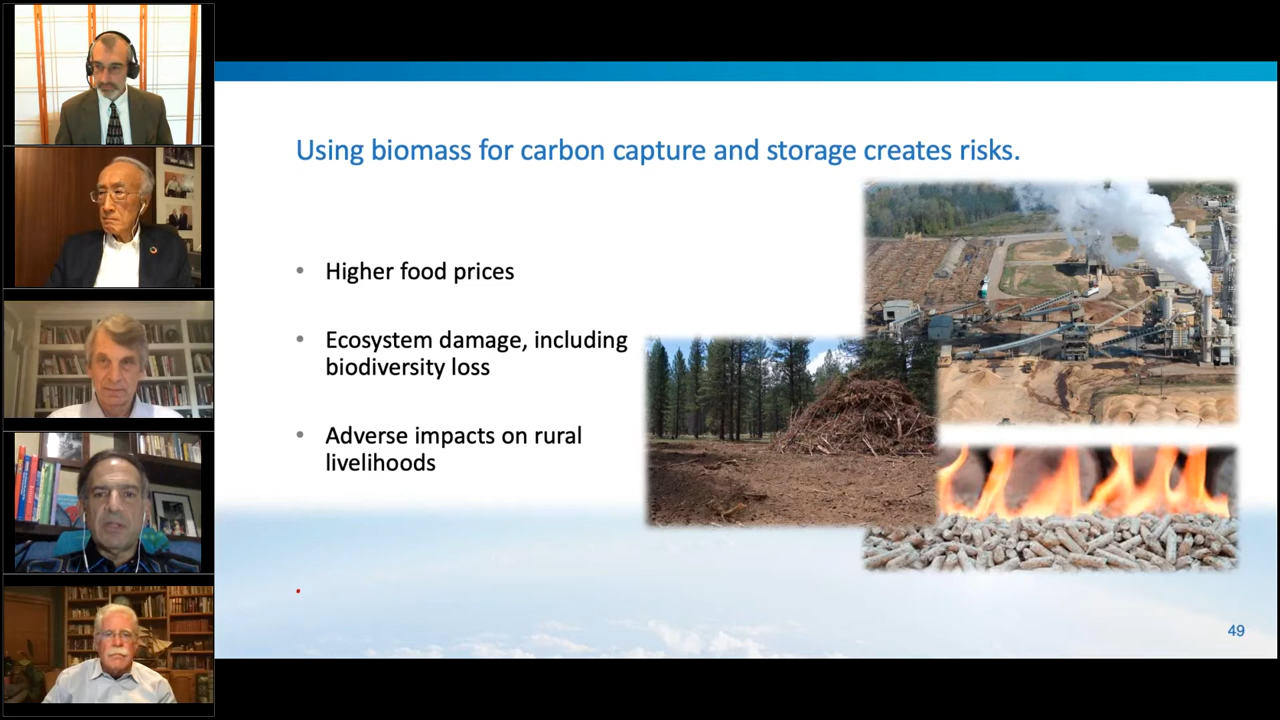 Using biomass for carbon capture and storage creates risks.
• Higher food prices
• Ecosystem damage, including
biodiversity loss
• Adverse impacts on rural
livelihoods
49